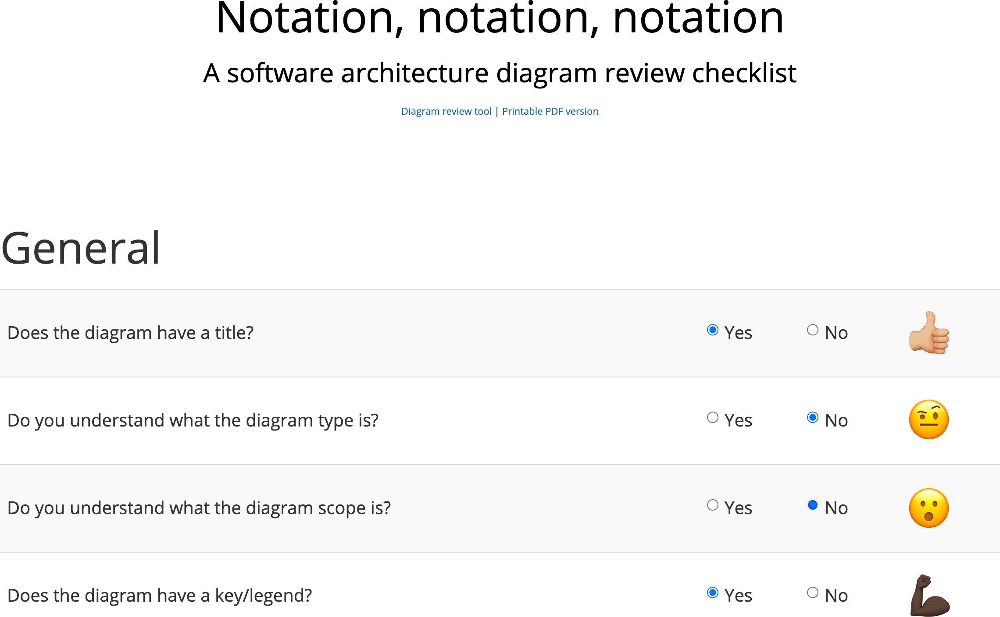 Notation, notation, notation
A software architecture diagram review checklist
Diagram review tool | Printable PDF version
General
Does the diagram have a title? Yes No
Do you understand what the diagram type is? Yes No
Do you understand what the diagram scope is? Yes No
Does the diagram have a key/legend? Yes No